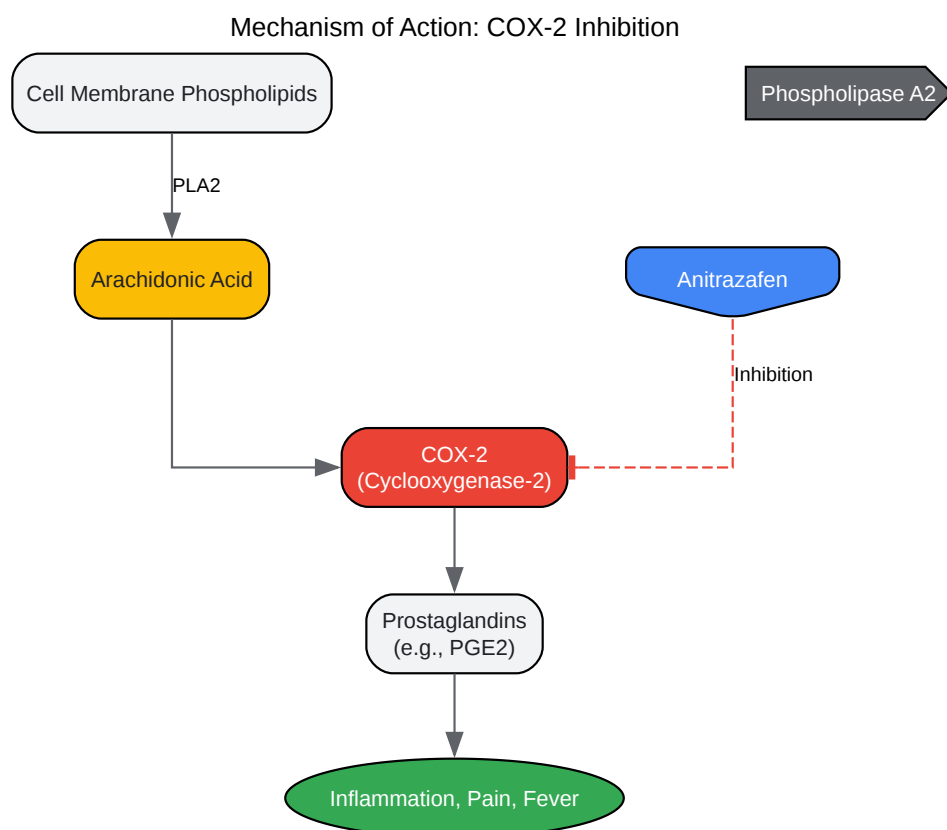 Mechanism of Action: COX-2 Inhibition
Cell Membrane Phospholipids
Phospholipase A2
PLA2
Arachidonic Acid
Anitrazafen
Inhibition
COX-2
(Cyclooxygenase-2)
Prostaglandins
(e.g., PGE2)
Inflammation, Pain, Fever